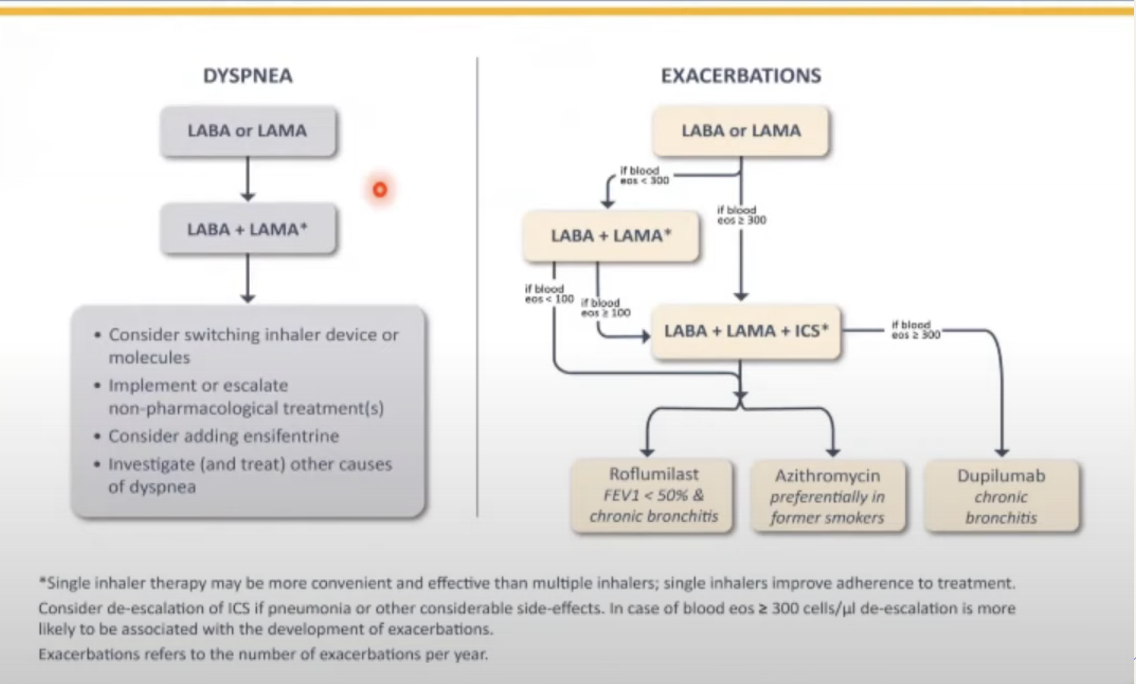 DYSPNEA
LABA or LAMA
LABA + LAMA*
• Consider switching inhaler device or
molecules
• Implement or escalate
non-pharmacological treatment(s)
• Consider adding ensifentrine
• Investigate (and treat) other causes
of dyspnea
EXACERBATIONS
LABA or LAMA
if blood
eos < 300
if blood
eos ≥ 300
LABA + LAMA*
if blood
eos < 100
if blood
eos ≥ 100
LABA + LAMA + ICS*
if blood
eos ≥ 300
Roflumilast
FEV1 < 50% &
chronic bronchitis
Azithromycin
preferentially in
former smokers
Dupilumab
chronic
bronchitis
*Single inhaler therapy may be more convenient and effective than multiple inhalers; single inhalers improve adherence to treatment.
Consider de-escalation of ICS if pneumonia or other considerable side-effects. In case of blood eos ≥ 300 cells/µl de-escalation is more
likely to be associated with the development of exacerbations.
Exacerbations refers to the number of exacerbations per year.